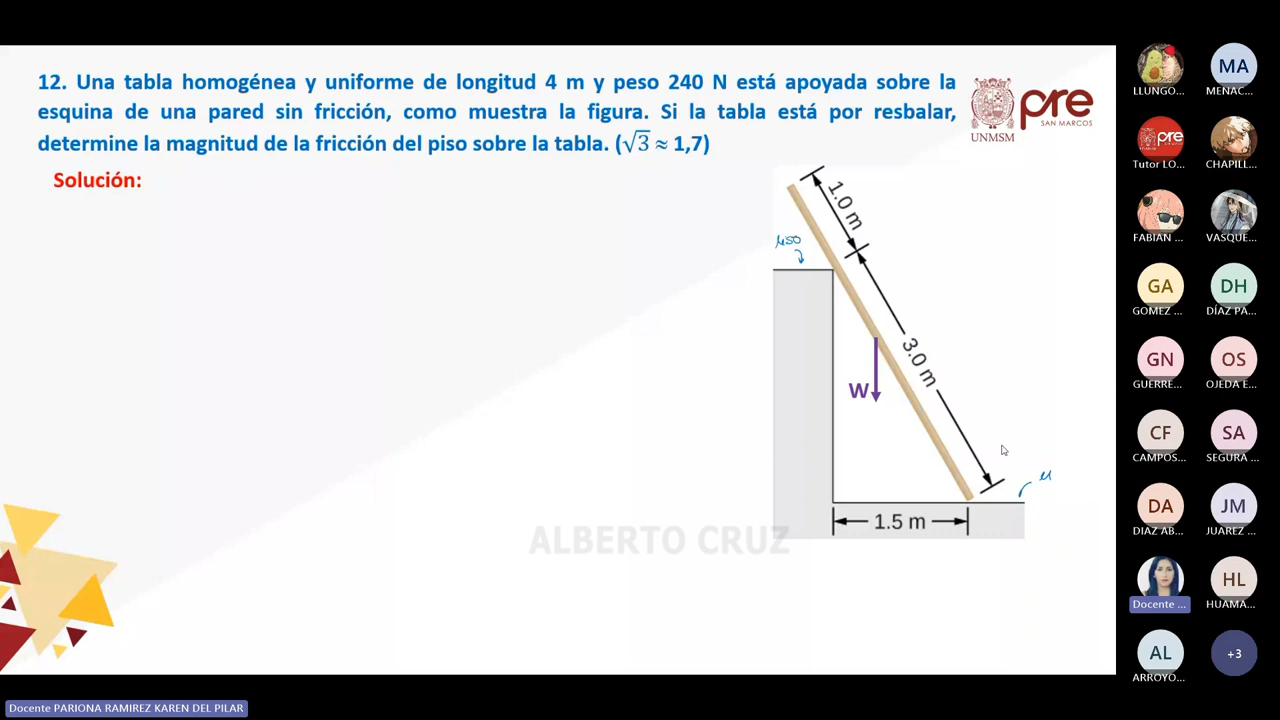 12. Una tabla homogénea y uniforme de longitud 4 m y peso 240 N está apoyada sobre la
esquina de una pared sin fricción, como muestra la figura. Si la tabla está por resbalar,
determine la magnitud de la fricción del piso sobre la tabla. (√3 ≈ 1,7)
UNMSM
pre
SAN MARCOS
Solución:
1.0 m
liso
3.0 m
W
μ
1.5 m
ALBERTO CRUZ
LLUNGO...
MA
MENAC...
pre
Tutor LO...
CHAPILL...
FABIAN ...
VASQUE...
GA
GOMEZ ...
DH
DÍAZ PA...
GN
GUERRE...
OS
OJEDA E...
CF
CAMPOS...
SA
SEGURA ...
DA
DIAZ AB...
JM
JUAREZ ...
Docente ...
HL
HUAMA...
AL
ARROYO...
+3
Docente PARIONA RAMIREZ KAREN DEL PILAR